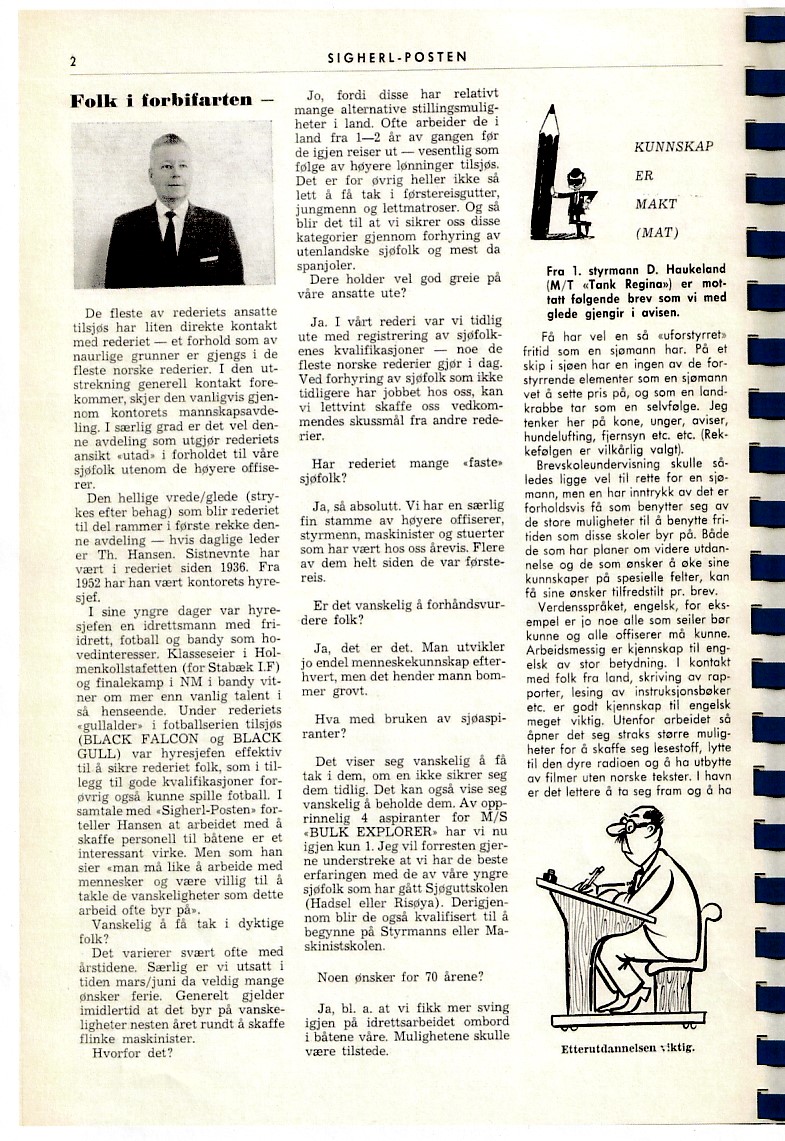 2
SIGHERL-POSTEN
Folk i forbifarten —
De fleste av rederiets ansatte
tilsjøs har liten direkte kontakt
med rederiet — et forhold som av
naurlige grunner er gjengs i de
fleste norske rederier. I den ut-
strekning generell kontakt fore-
kommer, skjer den vanligvis gjen-
nom kontorets mannskapsavde-
ling. I særlig grad er det vel den-
ne avdeling som utgjør rederiets
ansikt «utad» i forholdet til våre
sjøfolk utenom de høyere offise-
rer.
Den hellige vrede/glede (stry-
kes efter behag) som blir rederiet
til del rammer i første rekke den-
ne avdeling — hvis daglige leder
er Th. Hansen. Sistnevnte har
vært i rederiet siden 1936. Fra
1952 har han vært kontorets hyre-
sjef.
I sine yngre dager var hyre-
sjefen en idrettsmann med fri-
idrett, fotball og bandy som ho-
vedinteresser. Klasseseier i Hol-
menkollstafetten (for Stabæk I.F)
og finalekamp i NM i bandy vit-
ner om mer enn vanlig talent i
så henseende. Under rederiets
«gullalder» i fotballserien tilsjøs
(BLACK FALCON og BLACK
GULL) var hyresjefen effektiv
til å sikre rederiet folk, som i til-
legg til gode kvalifikasjoner for-
øvrig også kunne spille fotball. I
samtale med «Sigherl-Posten» for-
teller Hansen at arbeidet med å
skaffe personell til båtene er et
interessant virke. Men som han
sier «man må like å arbeide med
mennesker og være villig til å
takle de vanskeligheter som dette
arbeid ofte byr på».
Vanskelig å få tak i dyktige
folk?
Det varierer svært ofte med
årstidene. Særlig er vi utsatt i
tiden mars/juni da veldig mange
ønsker ferie. Generelt gjelder
imidlertid at det byr på vanske-
ligheter nesten året rundt å skaffe
flinke maskinister.
Hvorfor det?
Jo, fordi disse har relativt
mange alternative stillingsmulig-
heter i land. Ofte arbeider de i
land fra 1—2 år av gangen før
de igjen reiser ut — vesentlig som
følge av høyere lønninger tilsjøs.
Det er for øvrig heller ikke så
lett å få tak i førstereisgutter,
jungmenn og lettmatroser. Og så
blir det til at vi sikrer oss disse
kategorier gjennom forhyring av
utenlandske sjøfolk og mest da
spanjoler.
Dere holder vel god greie på
våre ansatte ute?
Ja. I vårt rederi var vi tidlig
ute med registrering av sjøfolk-
enes kvalifikasjoner — noe de
fleste norske rederier gjør i dag.
Ved forhyring av sjøfolk som ikke
tidligere har jobbet hos oss, kan
vi lettvint skaffe oss vedkom-
mendes skussmål fra andre rede-
rier.
Har rederiet mange «faste»
sjøfolk?
Ja, så absolutt. Vi har en særlig
fin stamme av høyere offiserer,
styrmenn, maskinister og stuerter
som har vært hos oss årevis. Flere
av dem helt siden de var første-
reis.
Er det vanskelig å forhåndsvur-
dere folk?
Ja, det er det. Man utvikler
jo endel menneskekunnskap efter-
hvert, men det hender mann bom-
mer grovt.
Hva med bruken av sjøaspi-
ranter?
Det viser seg vanskelig å få
tak i dem, om en ikke sikrer seg
dem tidlig. Det kan også vise seg
vanskelig å beholde dem. Av opp-
rinnelig 4 aspiranter for M/S
«BULK EXPLORER» har vi nu
igjen kun 1. Jeg vil forresten gjer-
ne understreke at vi har de beste
erfaringen med de av våre yngre
sjøfolk som har gått Sjøguttskolen
(Hadsel eller Risøya). Derigjen-
nom blir de også kvalifisert til å
begynne på Styrmanns eller Ma-
skinistskolen.
Noen ønsker for 70 årene?
Ja, bl. a. at vi fikk mer sving
igjen på idrettsarbeidet ombord
i båtene våre. Mulighetene skulle
være tilstede.
KUNNSKAP
ER
MAKT
(MAT)
Fra 1. styrmann D. Haukeland
(M/T «Tank Regina») er mot-
tatt følgende brev som vi med
glede gjengir i avisen.
Få har vel en så «uforstyrret»
fritid som en sjømann har. På et
skip i sjøen har en ingen av de for-
styrrende elementer som en sjømann
vet å sette pris på, og som en land-
krabbe tar som en selvfølge. Jeg
tenker her på kone, unger, aviser,
hundelufting, fjernsyn etc. etc. (Rek-
kefølgen er vilkårlig valgt).
Brevskoleundervisning skulle så-
ledes ligge vel til rette for en sjø-
mann, men en har inntrykk av det er
forholdsvis få som benytter seg av
de store muligheter til å benytte fri-
tiden som disse skoler byr på. Både
de som har planer om videre utdan-
nelse og de som ønsker å øke sine
kunnskaper på spesielle felter, kan
få sine ønsker tilfredstilt pr. brev.
Verdensspråket, engelsk, for eks-
empel er jo noe alle som seiler bør
kunne og alle offiserer må kunne.
Arbeidsmessig er kjennskap til eng-
elsk av stor betydning. I kontakt
med folk fra land, skriving av rap-
porter, lesing av instruksjonsbøker
etc. er godt kjennskap til engelsk
meget viktig. Utenfor arbeidet så
åpner det seg straks større mulig-
heter for å skaffe seg lesestoff, lytte
til den dyre radioen og å ha utbytte
av filmer uten norske tekster. I havn
er det lettere å ta seg fram og å ha
Etterutdannelsen viktig.